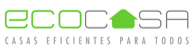 ecocasa
CASAS EFICIENTES PARA TODOS